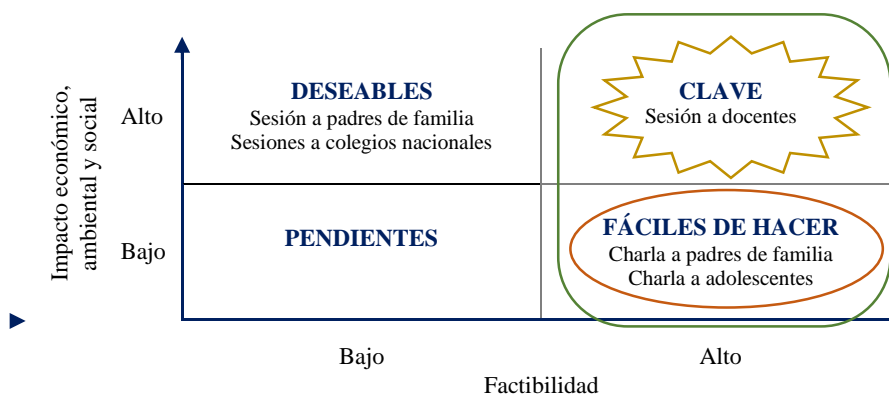 Impacto económico,
ambiental y social
Alto
DESEABLES
Sesión a padres de familia
Sesiones a colegios nacionales
CLAVE
Sesión a docentes
Bajo
PENDIENTES
FÁCILES DE HACER
Charla a padres de familia
Charla a adolescentes
Bajo
Alto
Factibilidad